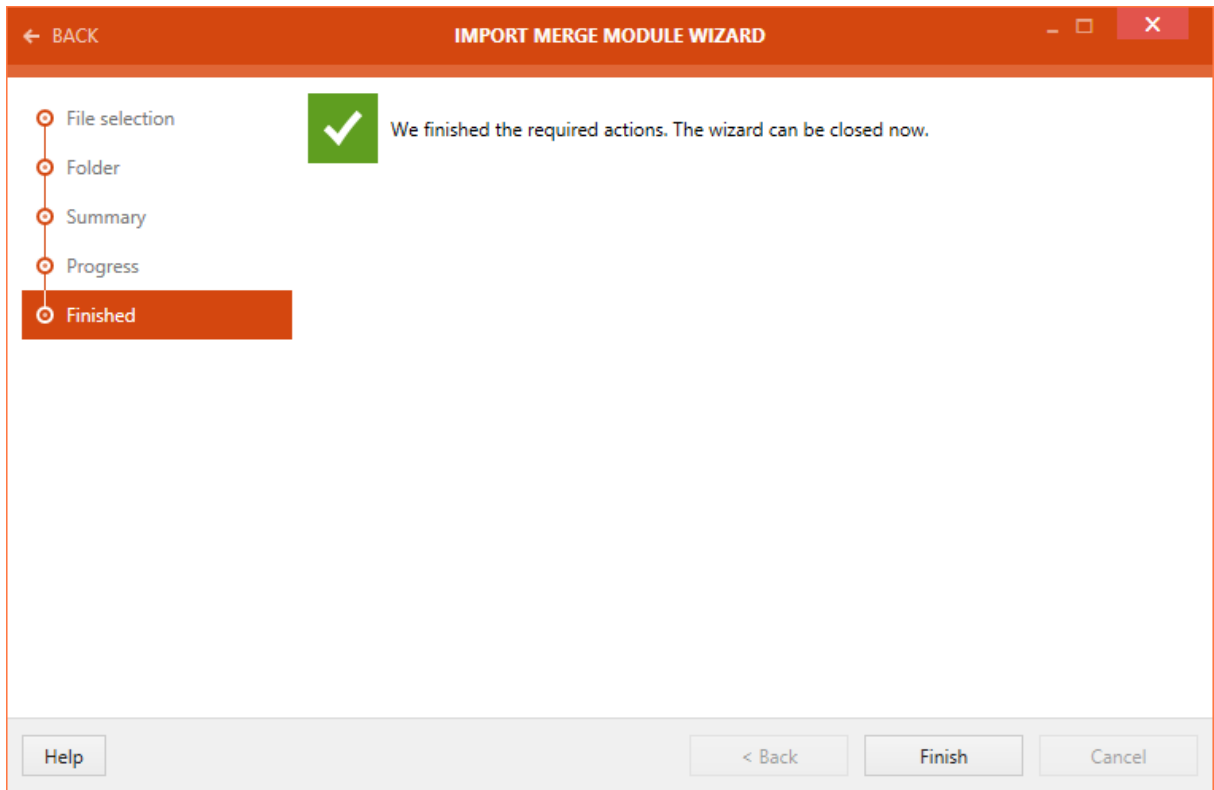 BACK
IMPORT MERGE MODULE WIZARD
File selection
Folder
Summary
Progress
Finished
We finished the required actions. The wizard can be closed now.
Help
< Back
Finish
Cancel